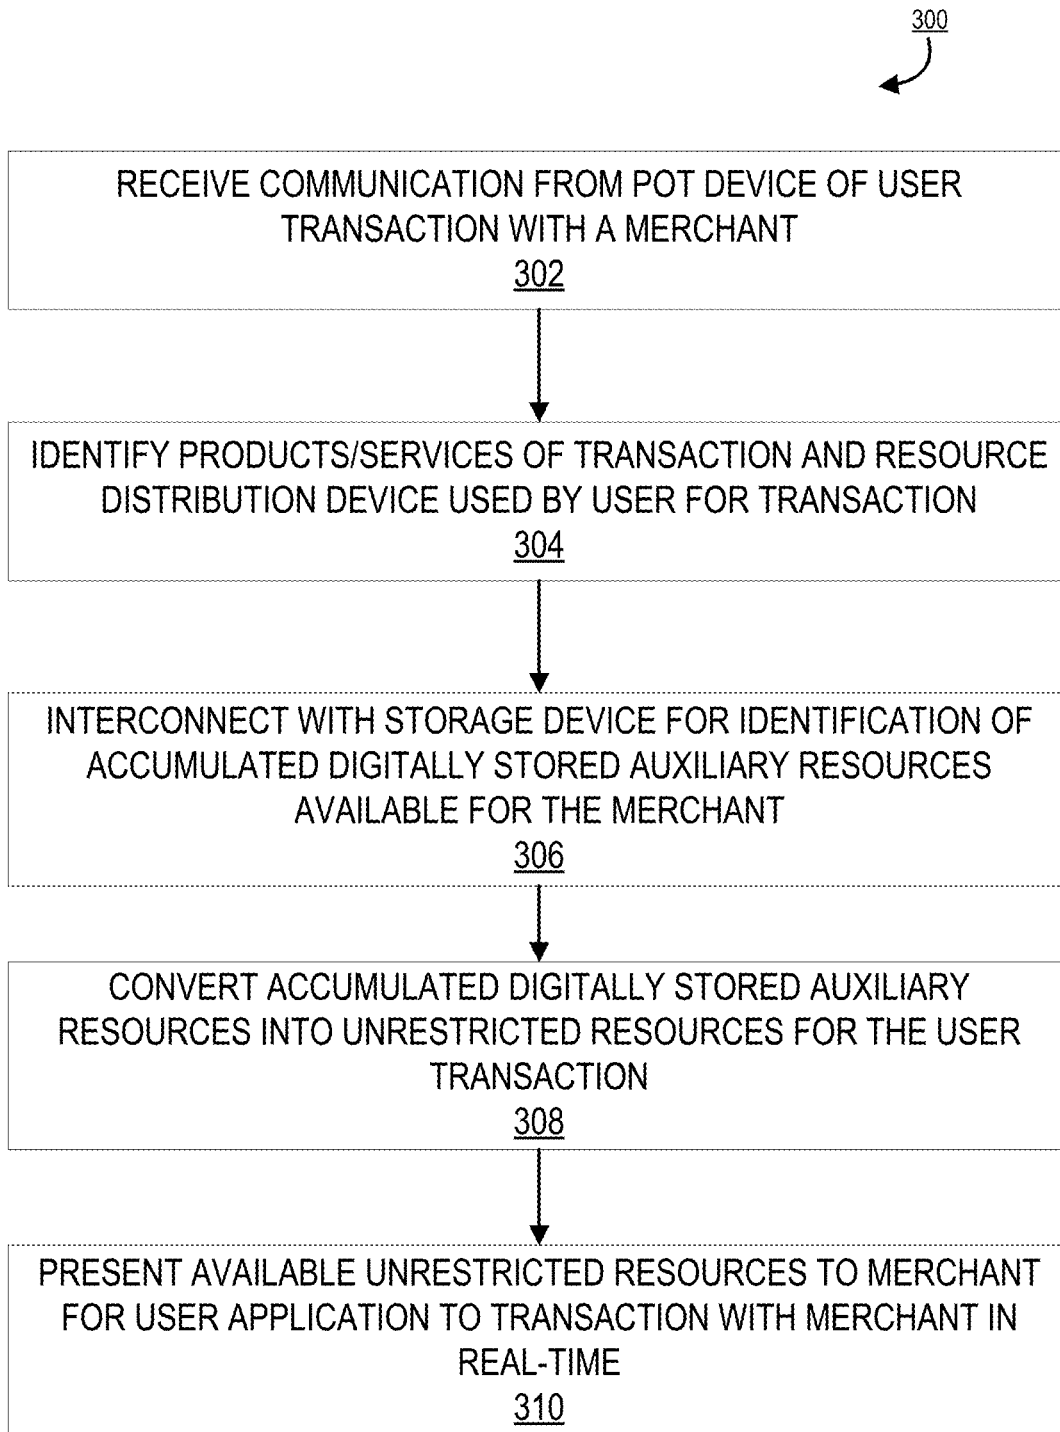 300
RECEIVE COMMUNICATION FROM POT DEVICE OF USER
TRANSACTION WITH A MERCHANT
302
IDENTIFY PRODUCTS/SERVICES OF TRANSACTION AND RESOURCE
DISTRIBUTION DEVICE USED BY USER FOR TRANSACTION
304
INTERCONNECT WITH STORAGE DEVICE FOR IDENTIFICATION OF
ACCUMULATED DIGITALLY STORED AUXILIARY RESOURCES
AVAILABLE FOR THE MERCHANT
306
CONVERT ACCUMULATED DIGITALLY STORED AUXILIARY
RESOURCES INTO UNRESTRICTED RESOURCES FOR THE USER
TRANSACTION
308
PRESENT AVAILABLE UNRESTRICTED RESOURCES TO MERCHANT
FOR USER APPLICATION TO TRANSACTION WITH MERCHANT IN
REAL-TIME
310